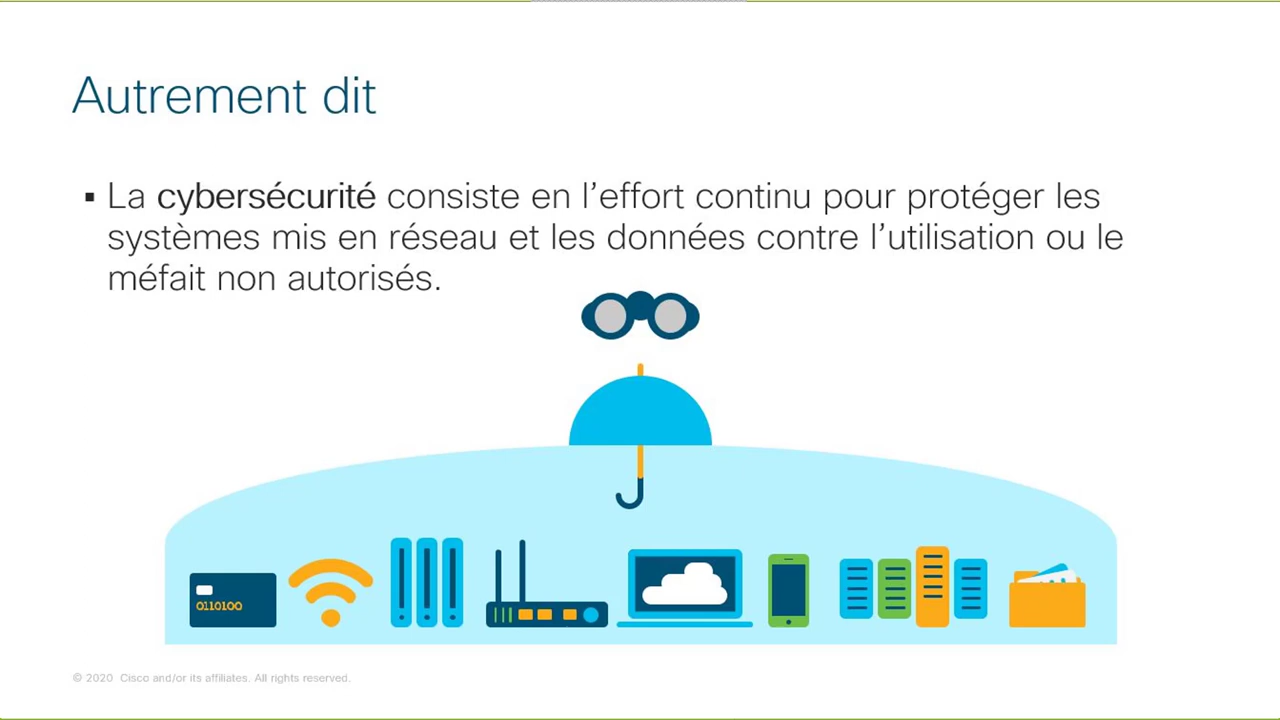 Autrement dit
▪ La cybersécurité consiste en l’effort continu pour protéger les
systèmes mis en réseau et les données contre l’utilisation ou le
méfait non autorisés.
0110100
© 2020 Cisco and/or its affiliates. All rights reserved.